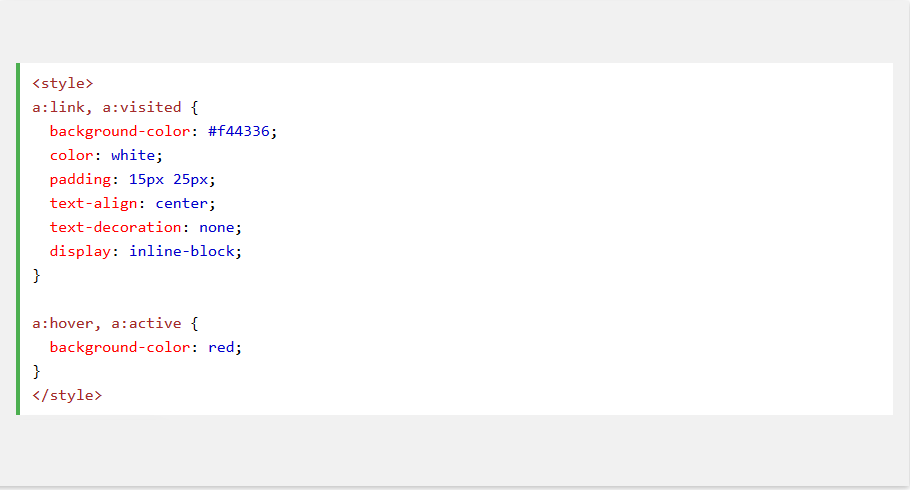 <style>
a:link, a:visited {
  background-color: #f44336;
  color: white;
  padding: 15px 25px;
  text-align: center;
  text-decoration: none;
  display: inline-block;
}

a:hover, a:active {
  background-color: red;
}
</style>